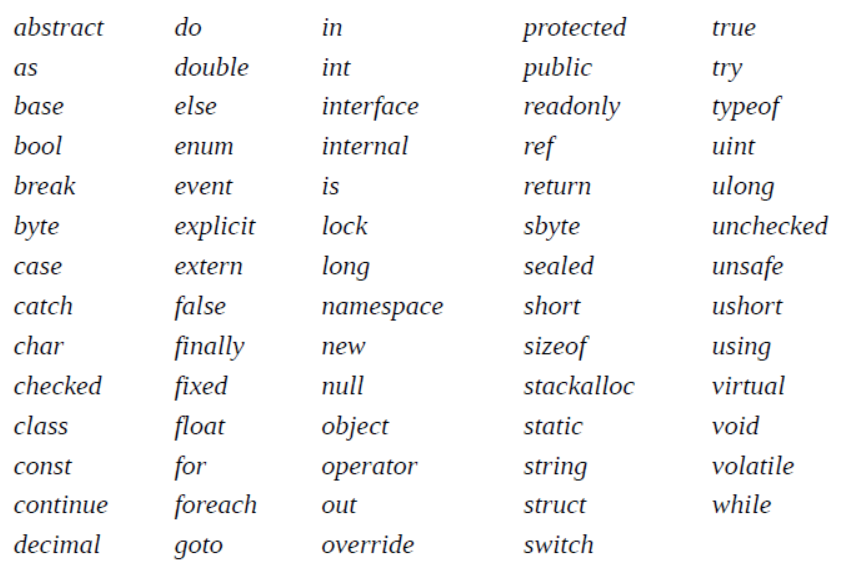 abstract do in protected true
as double int public try
base else interface readonly typeof
bool enum internal ref uint
break event is return ulong
byte explicit lock sbyte unchecked
case extern long sealed unsafe
catch false namespace short ushort
char finally new sizeof using
checked fixed null stackalloc virtual
class float object static void
const for operator string volatile
continue foreach out struct while
decimal goto override switch